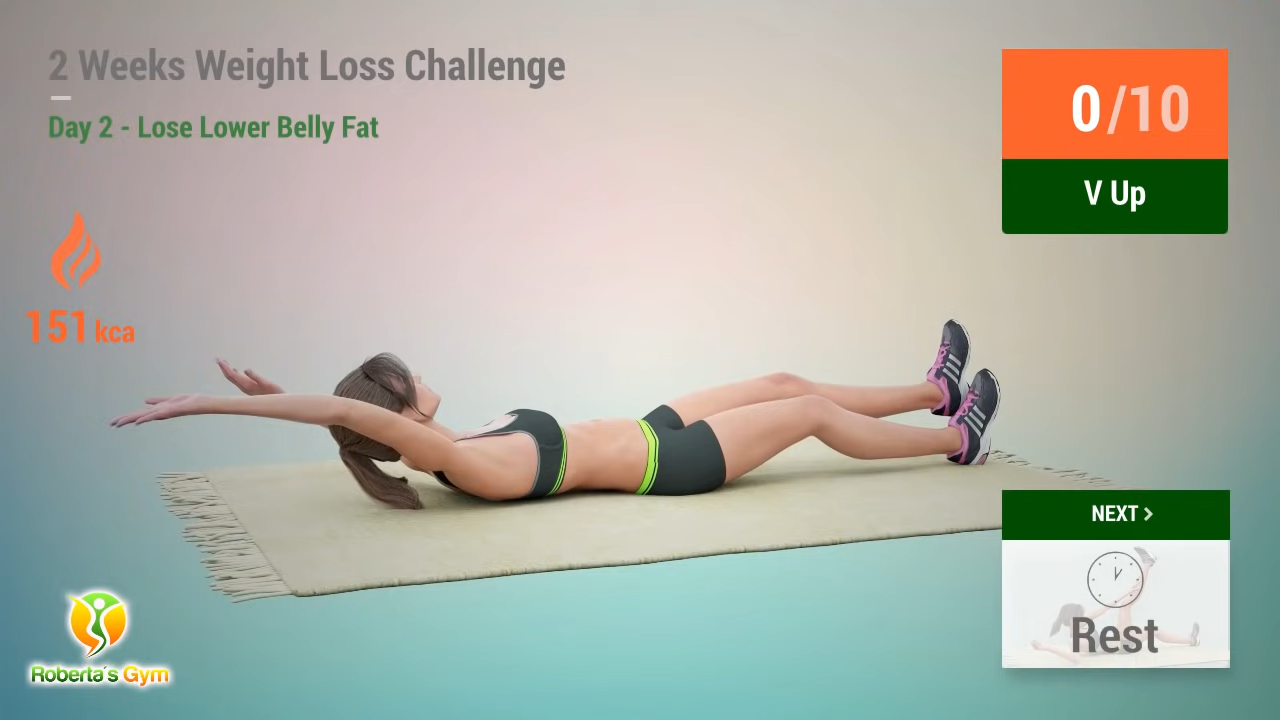 2 Weeks Weight Loss Challenge
Day 2 - Lose Lower Belly Fat
0/10
V Up
151 kca
NEXT >
Rest
Roberta´s Gym